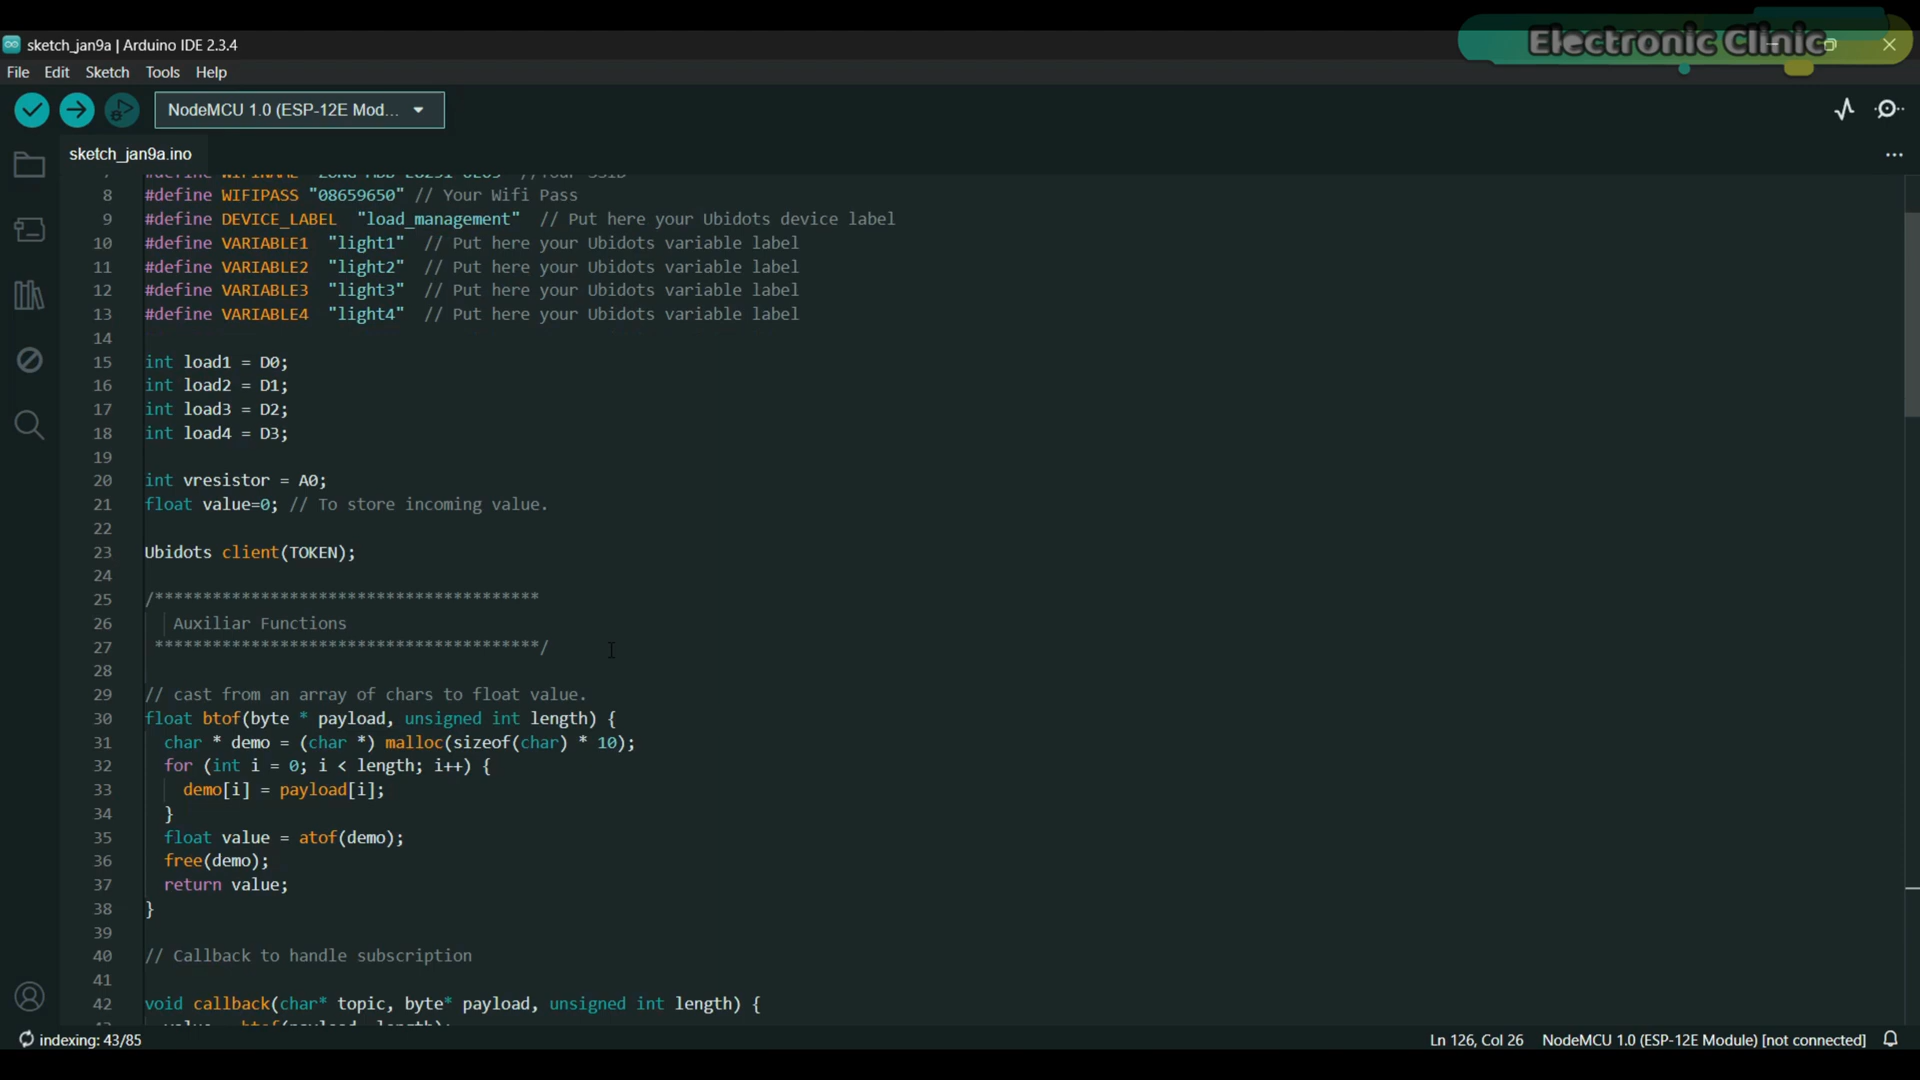 Electronic Clinic
sketch_jan9a | Arduino IDE 2.3.4
File Edit Sketch Tools Help
NodeMCU 1.0 (ESP-12E Mod...
sketch_jan9a.ino
8 #define WIFIPASS "08659650" // Your Wifi Pass
9 #define DEVICE_LABEL "load_management" // Put here your Ubidots device label
10 #define VARIABLE1 "light1" // Put here your Ubidots variable label
11 #define VARIABLE2 "light2" // Put here your Ubidots variable label
12 #define VARIABLE3 "light3" // Put here your Ubidots variable label
13 #define VARIABLE4 "light4" // Put here your Ubidots variable label
14
15 int load1 = D0;
16 int load2 = D1;
17 int load3 = D2;
18 int load4 = D3;
19
20 int vresistor = A0;
21 float value=0; // To store incoming value.
22
23 Ubidots client(TOKEN);
24
25 /****************************************
26 Auxiliar Functions
27 ****************************************/
28
29 // cast from an array of chars to float value.
30 float btof(byte * payload, unsigned int length) {
31 char * demo = (char *) malloc(sizeof(char) * 10);
32 for (int i = 0; i < length; i++) {
33 demo[i] = payload[i];
34 }
35 float value = atof(demo);
36 free(demo);
37 return value;
38 }
39
40 // Callback to handle subscription
41
42 void callback(char* topic, byte* payload, unsigned int length) {
indexing: 43/85
Ln 126, Col 26 NodeMCU 1.0 (ESP-12E Module) [not connected]